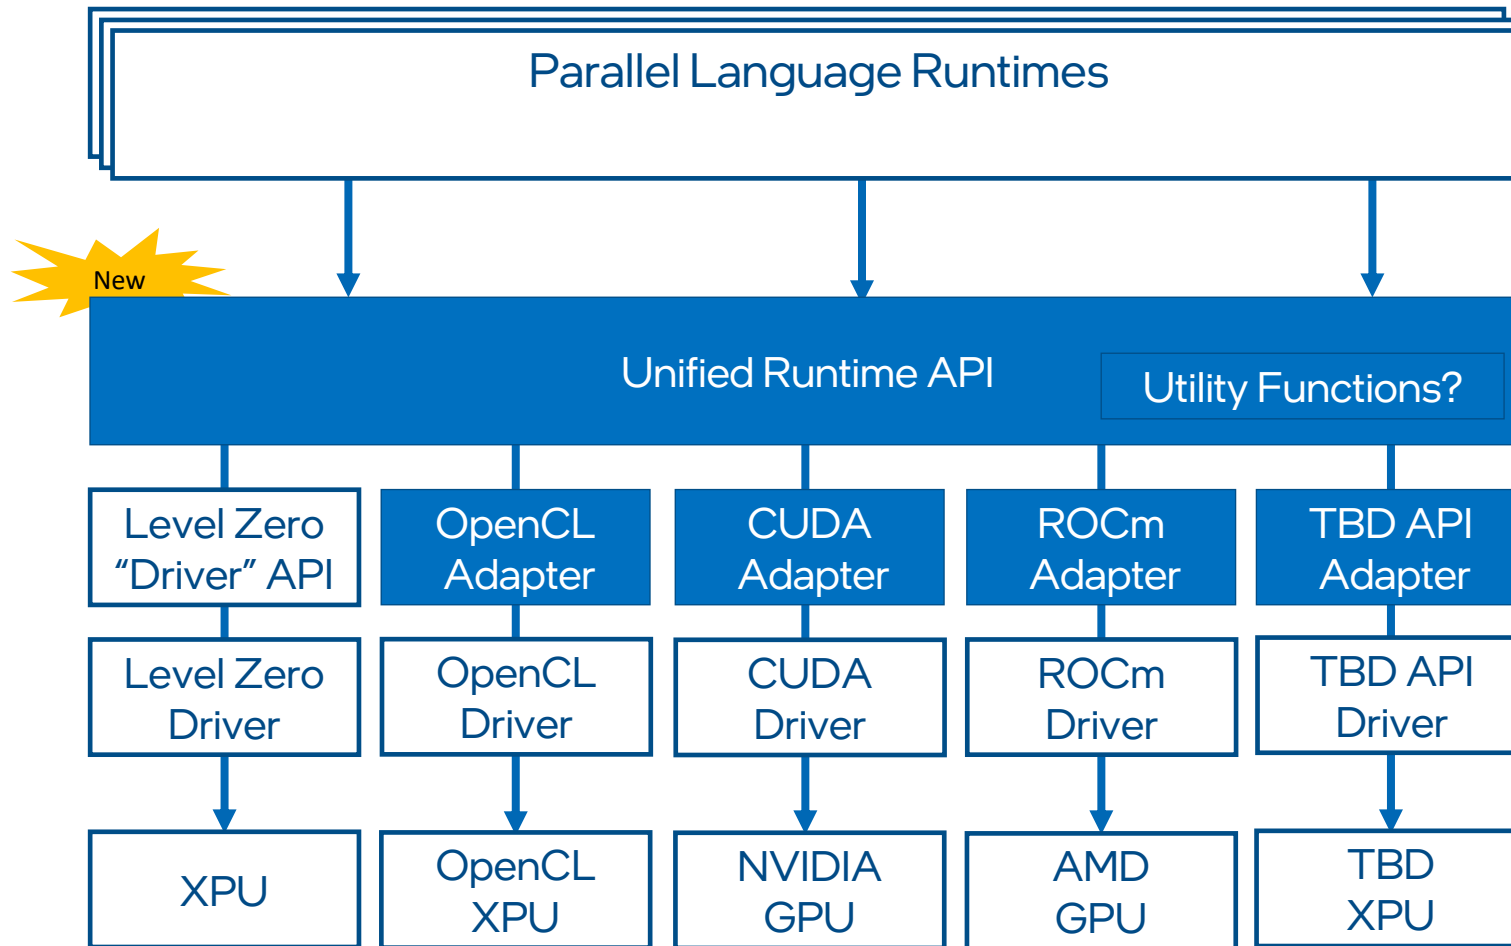 Parallel Language Runtimes
New
Unified Runtime API
Utility Functions?
Level Zero
“Driver” API
OpenCL
Adapter
CUDA
Adapter
ROCm
Adapter
TBD API
Adapter
Level Zero
Driver
OpenCL
Driver
CUDA
Driver
ROCm
Driver
TBD API
Driver
XPU
OpenCL
XPU
NVIDIA
GPU
AMD
GPU
TBD
XPU